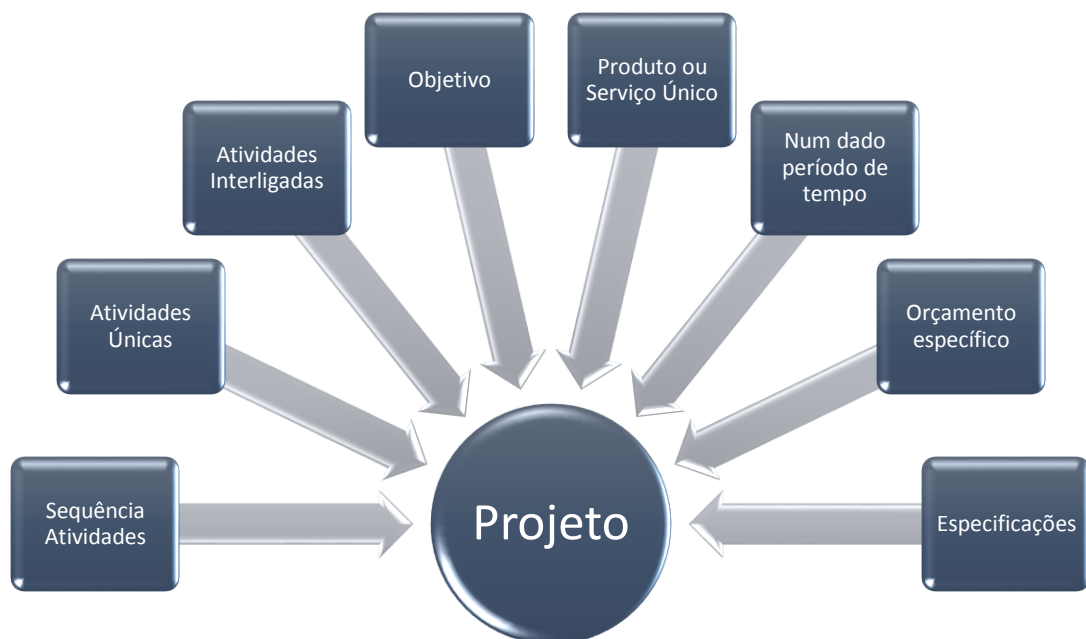 Sequência
Atividades
Atividades
Únicas
Atividades
Interligadas
Objetivo
Produto ou
Serviço Único
Num dado
período de
tempo
Orçamento
específico
Especificações
Projeto